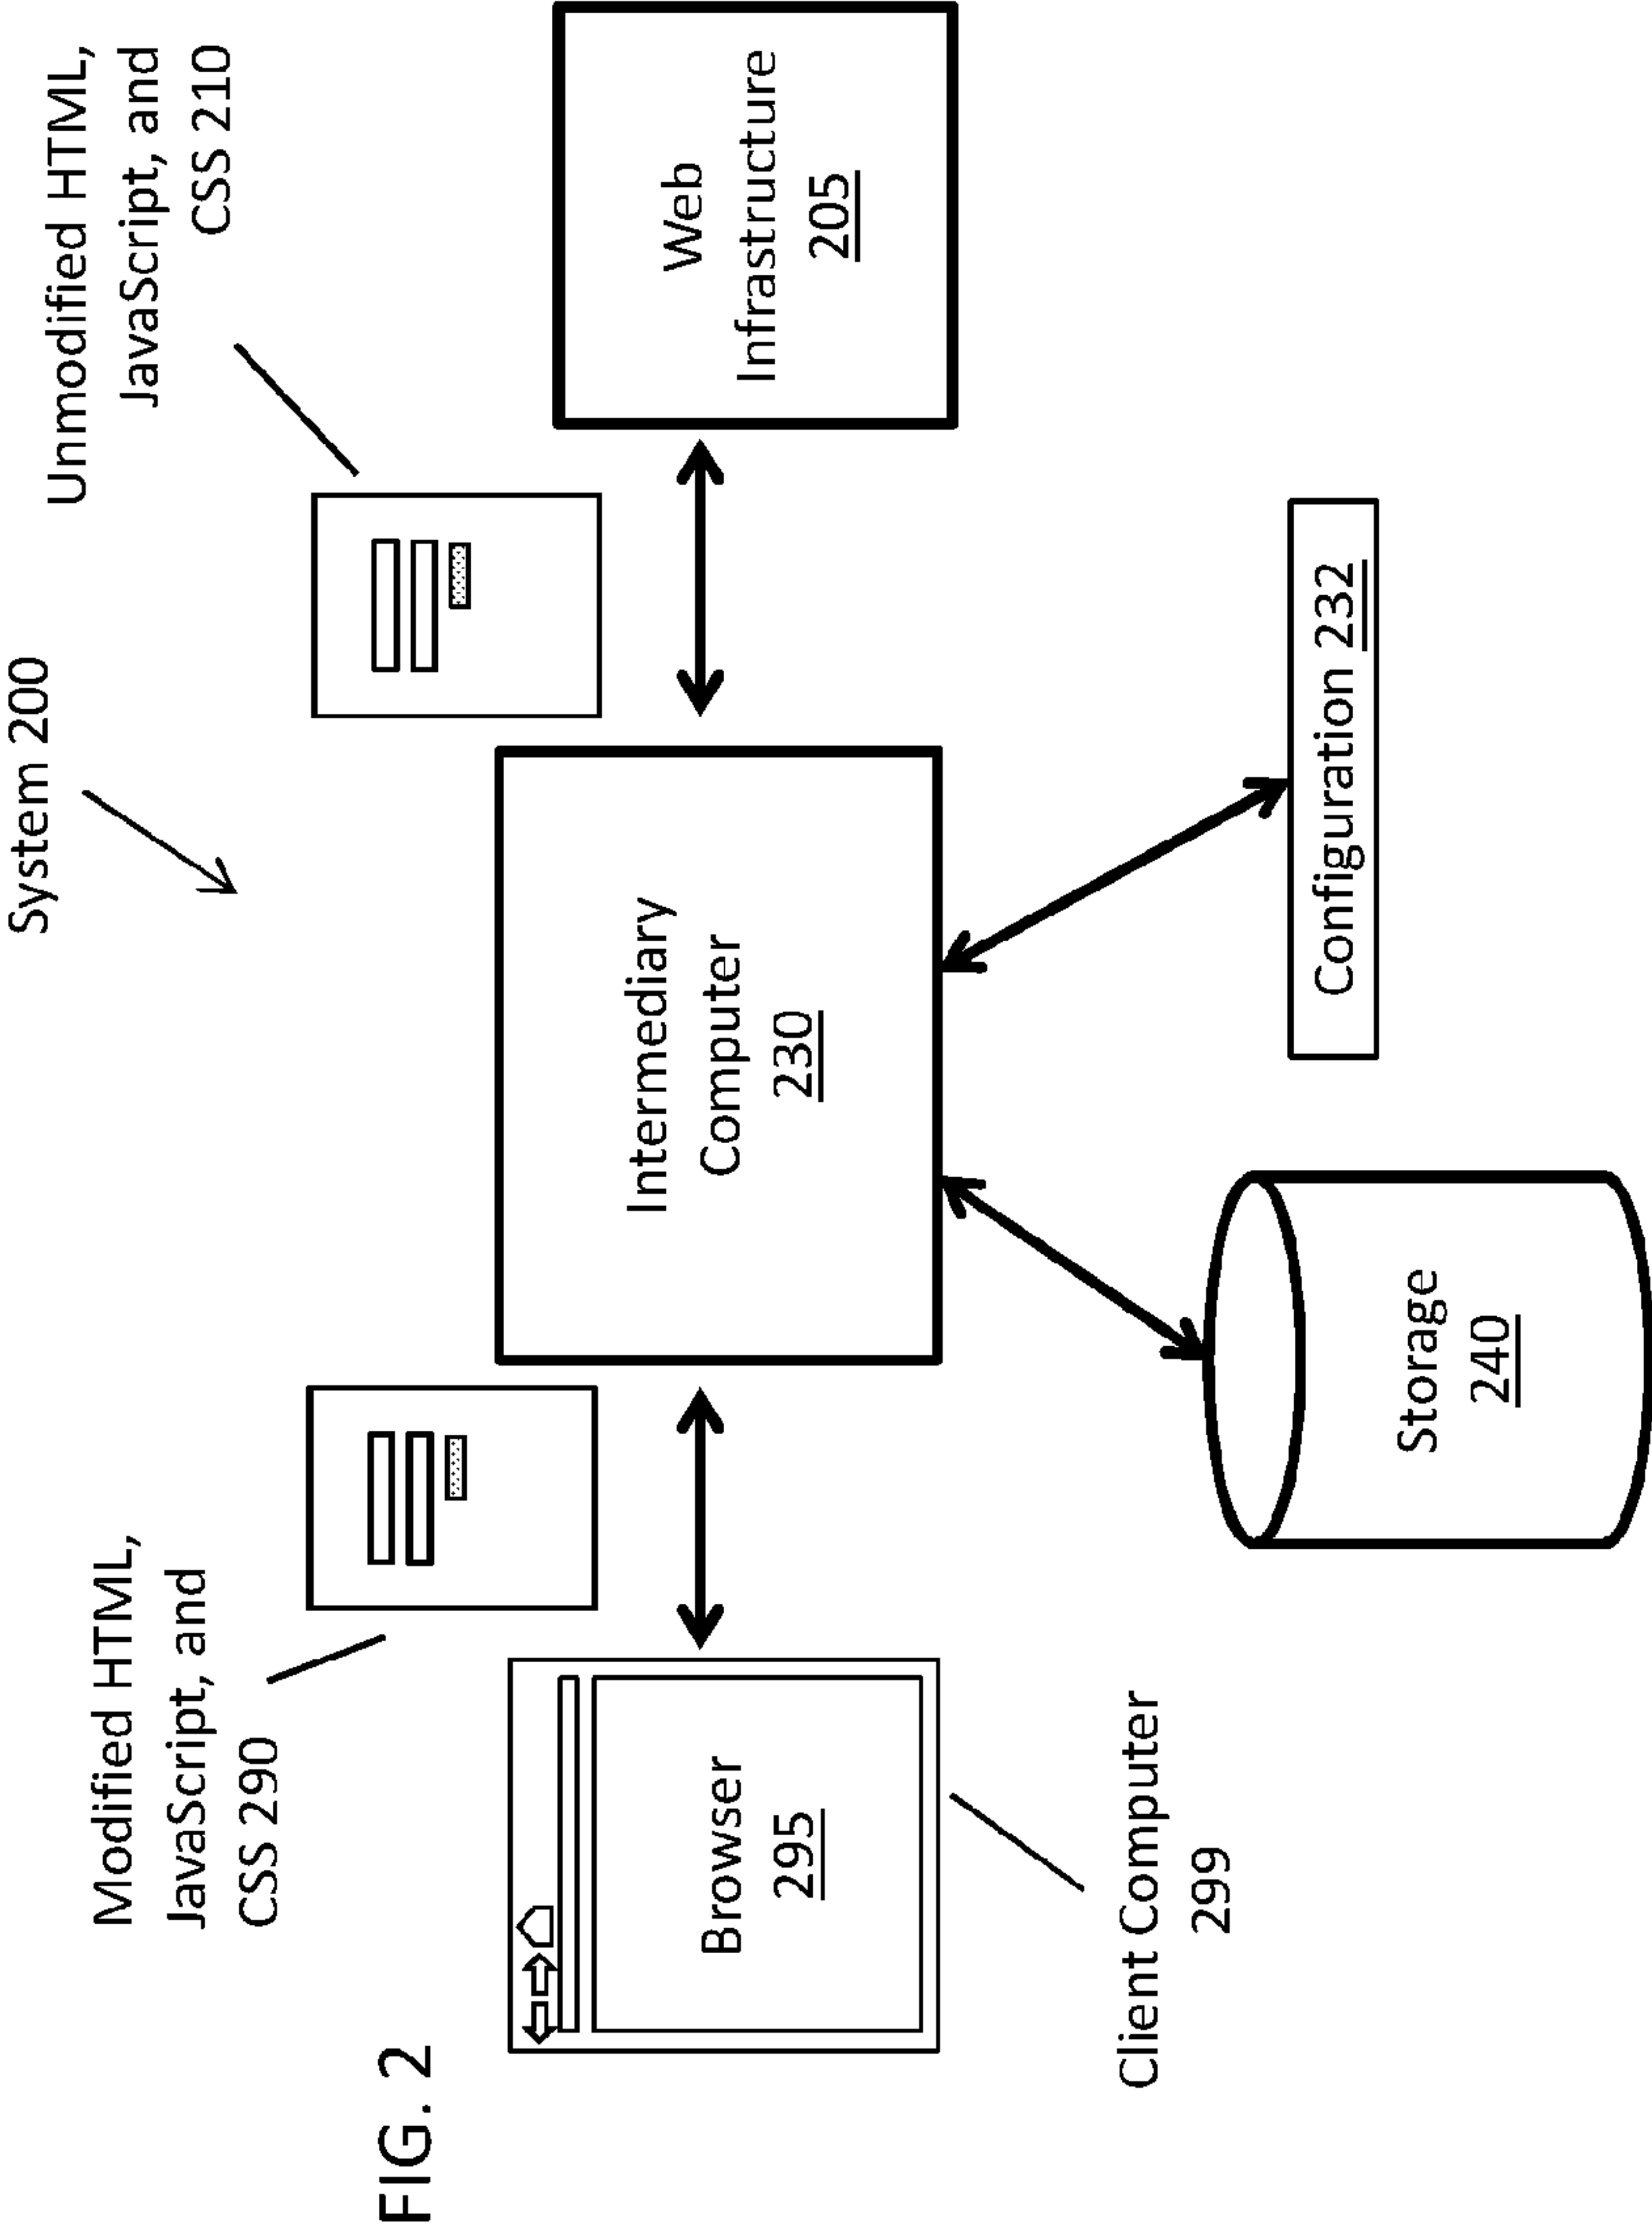 System 200
Unmodified HTML,
JavaScript, and
CSS 210
Modified HTML,
JavaScript, and
CSS 290
FIG. 2
Browser
295
Intermediary
Computer
230
Web
Infrastructure
205
Client Computer
299
Storage
240
Configuration 232